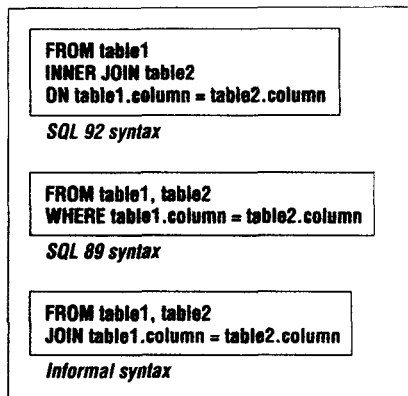 FROM table1
INNER JOIN table2
ON table1.column = table2.column
SQL 92 syntax
FROM table1, table2
WHERE table1.column = table2.column
SQL 89 syntax
FROM table1, table2
JOIN table1.column = table2.column
Informal syntax